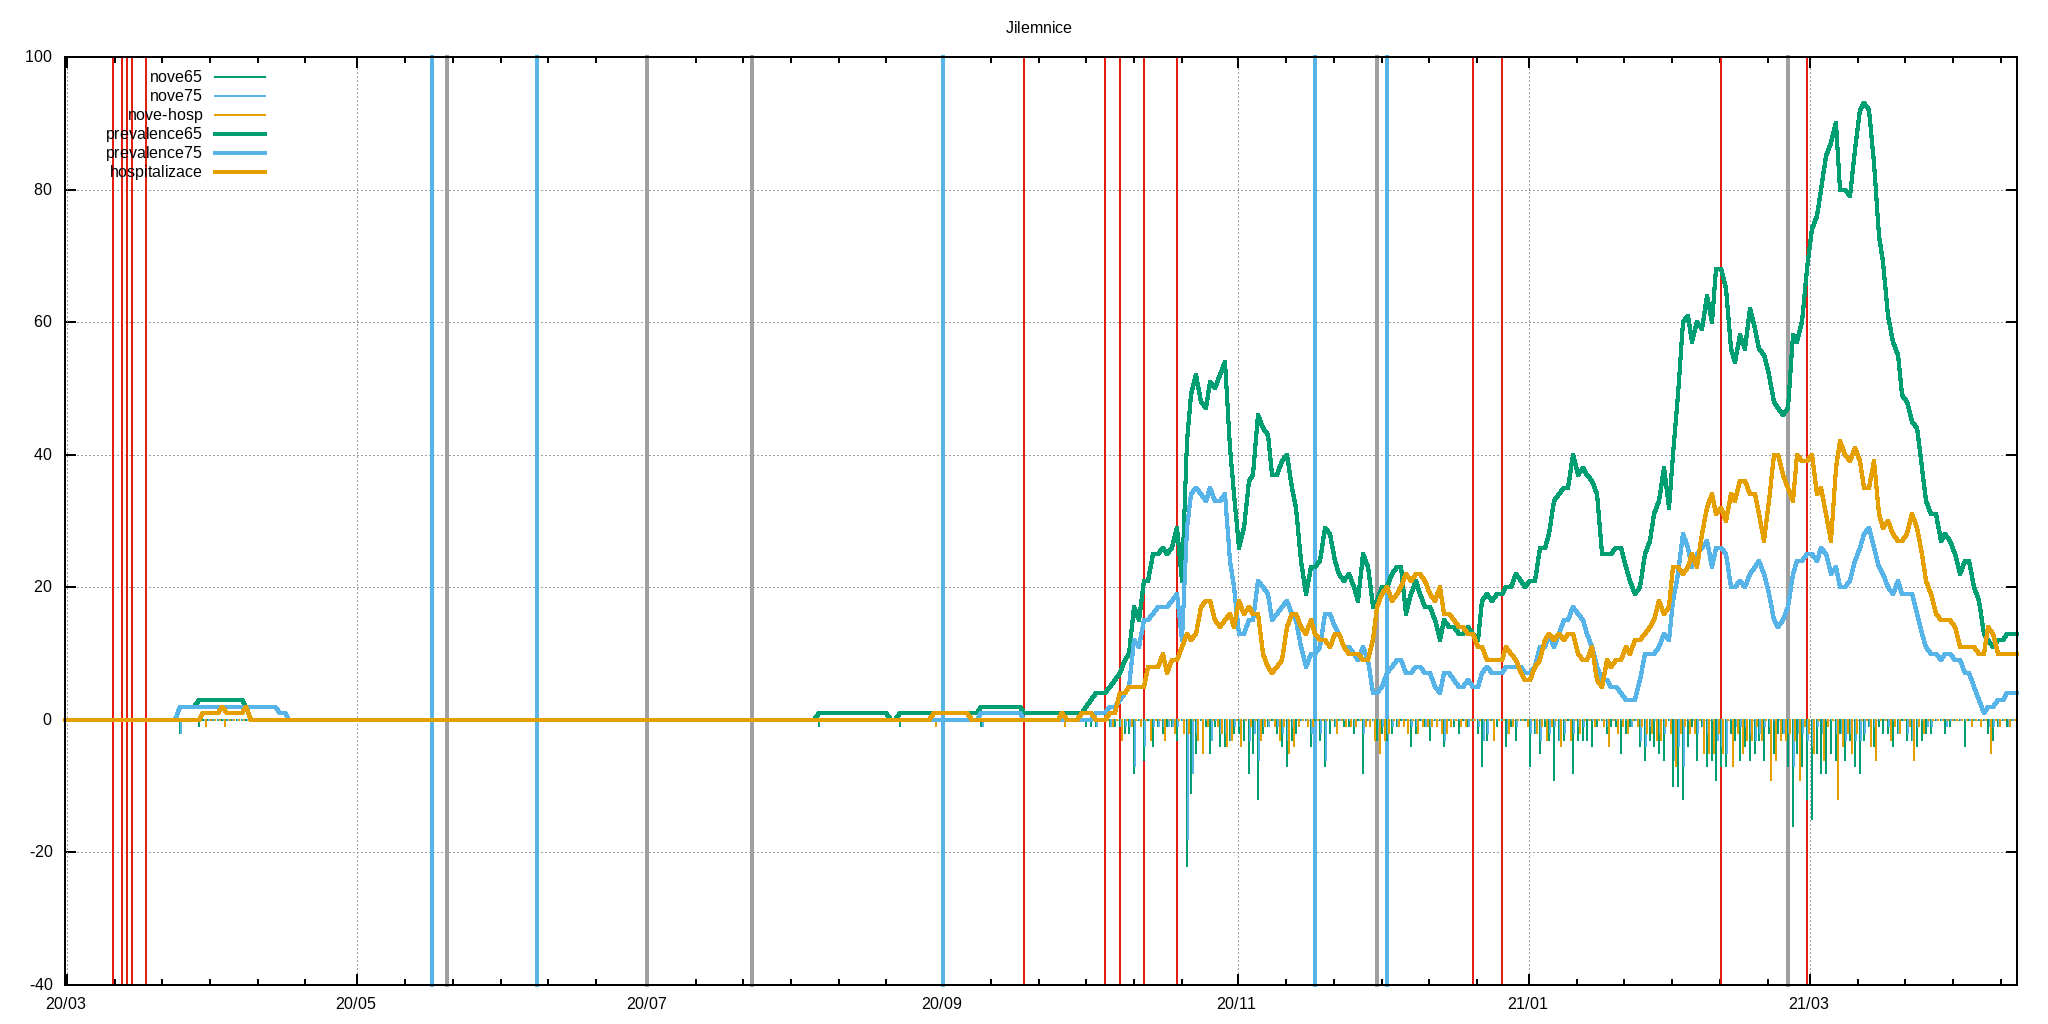 Jilemnice
100
nove65
nove75
nove-hosp
prevalence65
prevalence75
hospitalizace
80
60
40
20
0
-20
-40
20/03 20/05 20/07 20/09 20/11 21/01 21/03